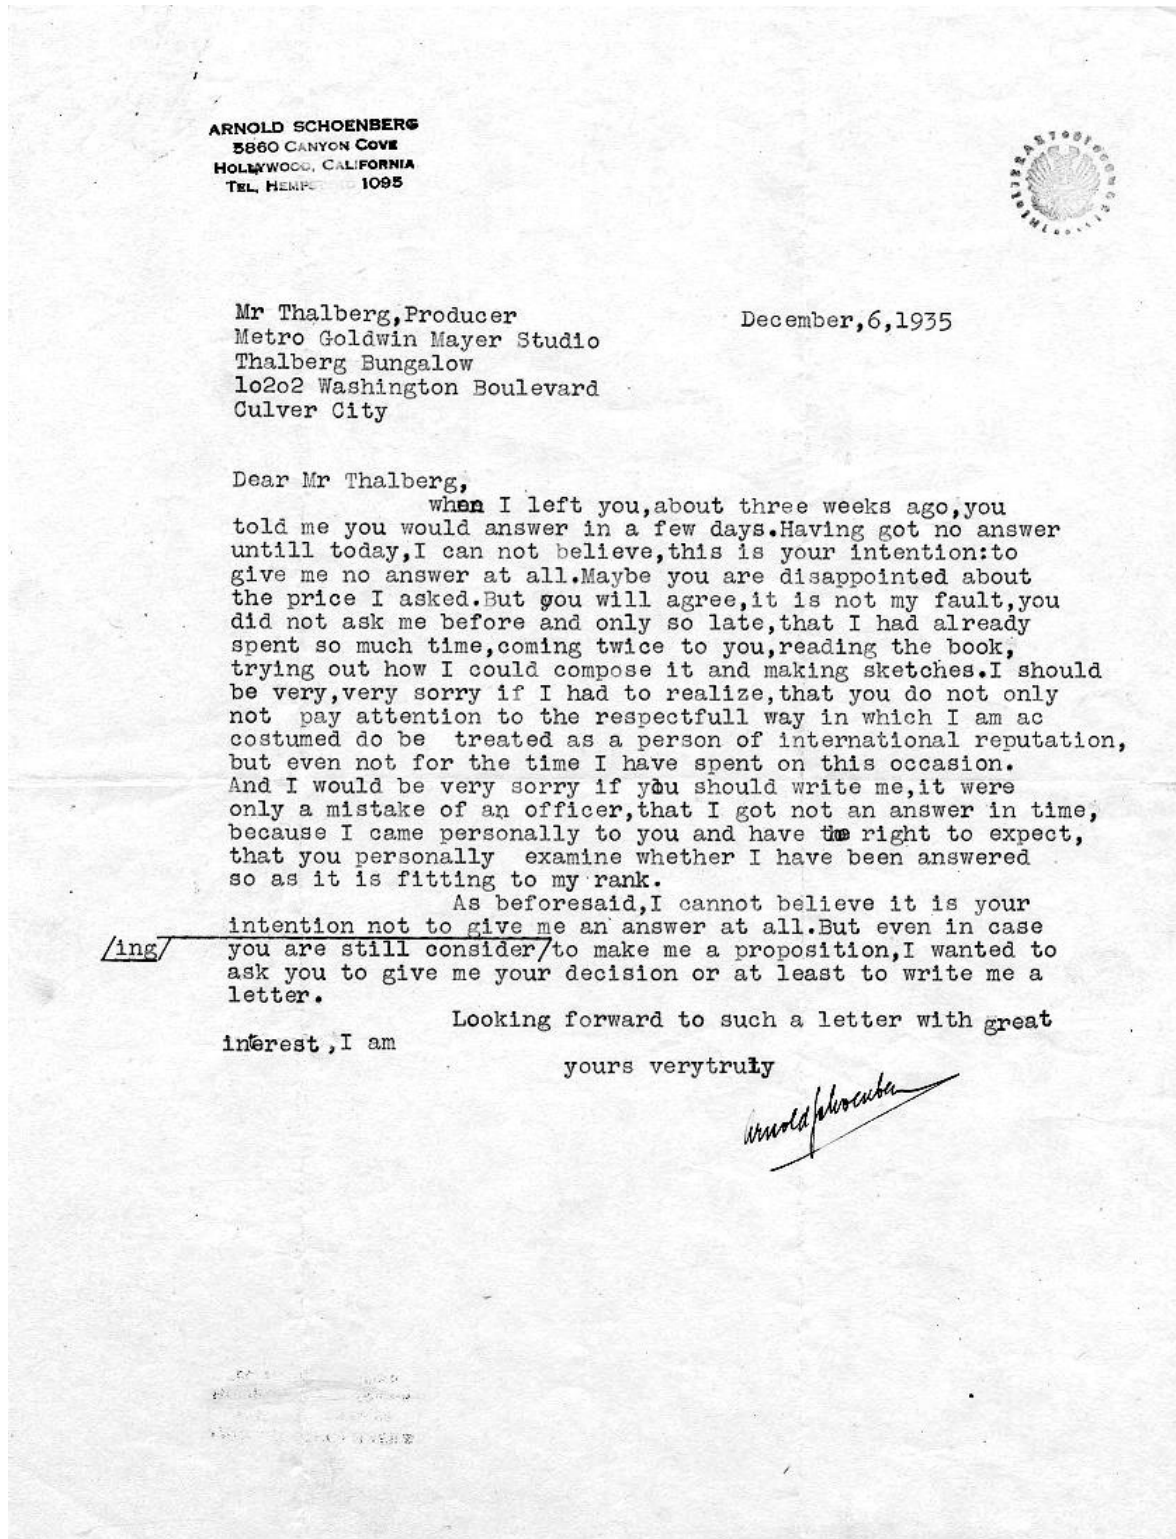 ARNOLD SCHOENBERG
5860 CANYON COVE
HOLLYWOOD, CALIFORNIA
TEL, HEMP 1095
Mr Thalberg,Producer
December,6,1935
Metro Goldwin Mayer Studio
Thalberg Bungalow
lo2o2 Washington Boulevard
Culver City
Dear Mr Thalberg,
when I left you,about three weeks ago,you
told me you would answer in a few days.Having got no answer
untill today,I can not believe,this is your intention:to
give me no answer at all.Maybe you are disappointed about
the price I asked.But you will agree,it is not my fault,you
did not ask me before and only so late,that I had already
spent so much time,coming twice to you,reading the book,
trying out how I could compose it and making sketches.I should
be very,very sorry if I had to realize,that you do not only
not pay attention to the respectfull way in which I am ac
costumed do be treated as a person of international reputation,
but even not for the time I have spent on this occasion.
And I would be very sorry if you should write me,it were
only a mistake of an officer,that I got not an answer in time,
because I came personally to you and have the right to expect,
that you personally examine whether I have been answered
so as it is fitting to my rank.
As beforesaid,I cannot believe it is your
intention not to give me an answer at all.But even in case
/ing/ you are still consider/to make me a proposition,I wanted to
ask you to give me your decision or at least to write me a
letter.
Looking forward to such a letter with great
interest,I am
yours verytruly
Arnold Schoenberg